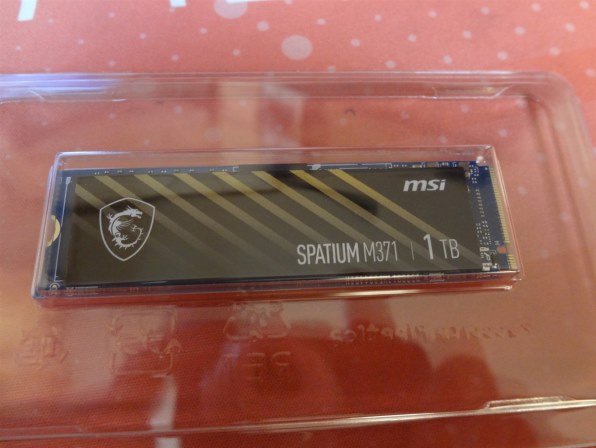 msi
SPATIUM M371 | 1 TB